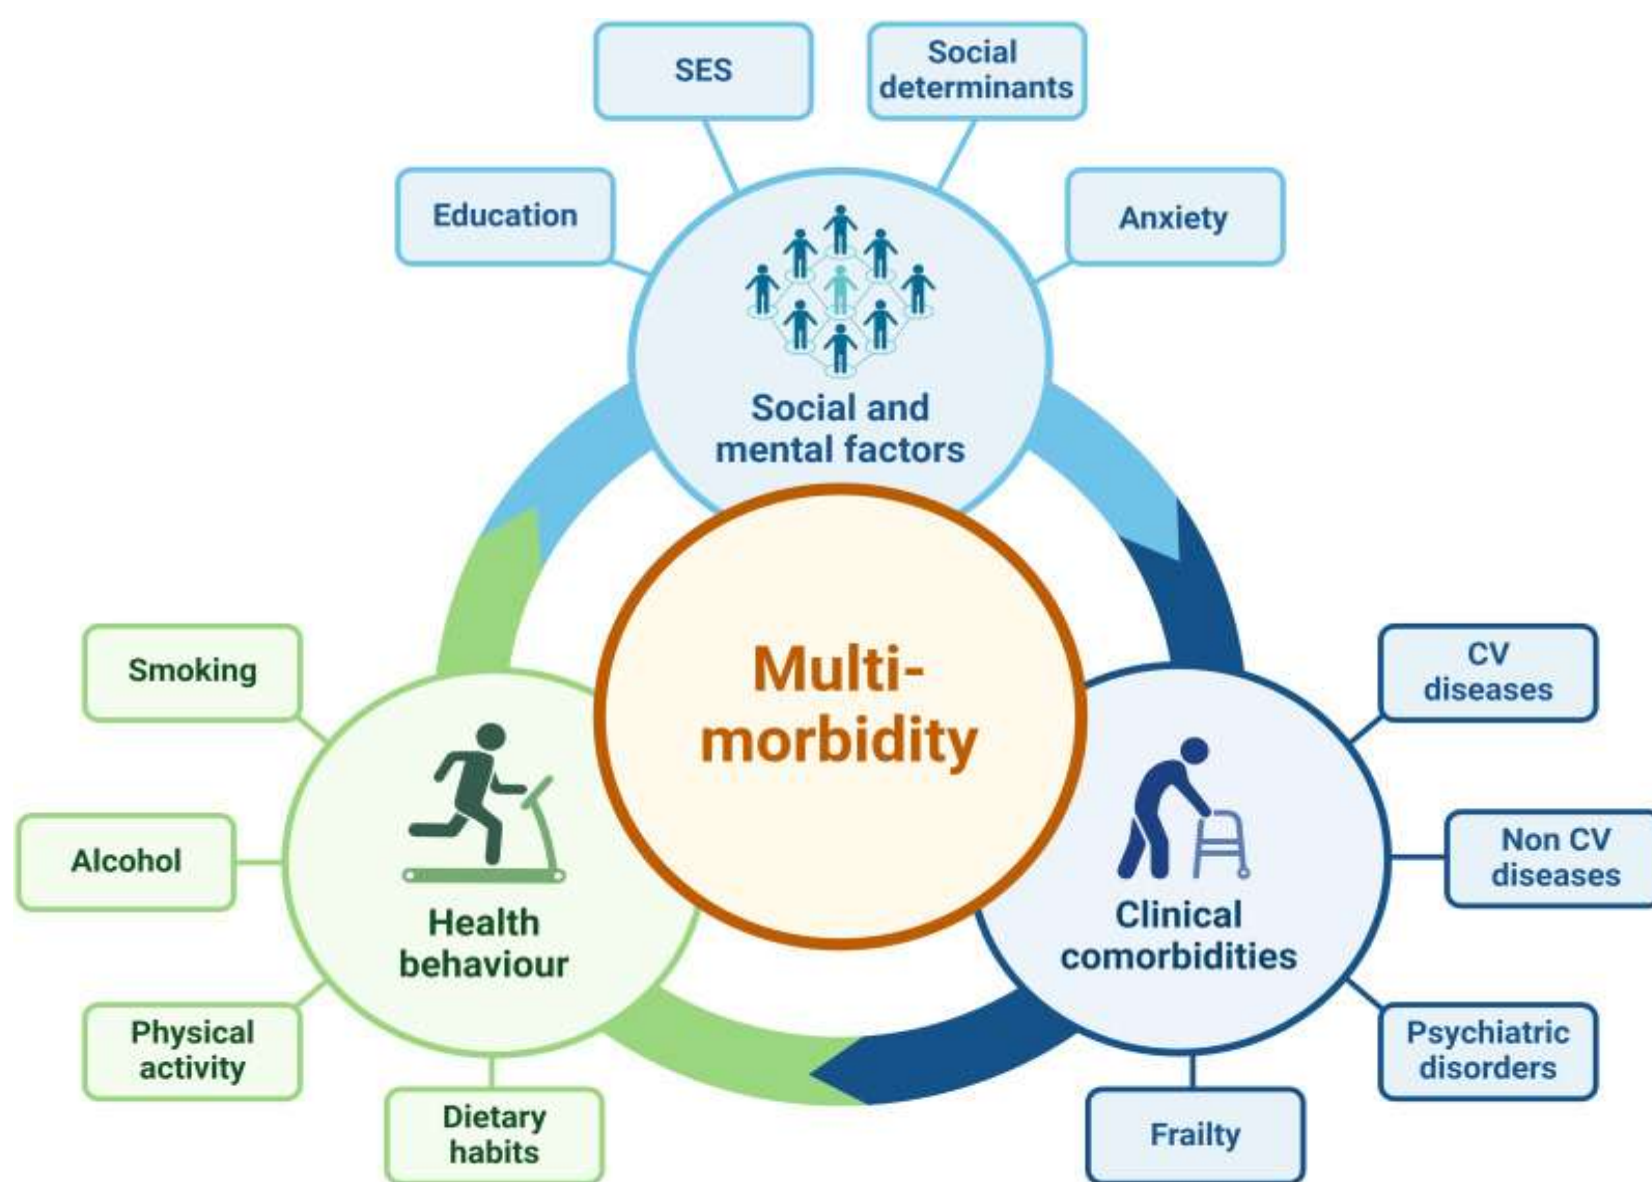 SES
Social
determinants
Education
Anxiety
Social and
mental factors
Multi-
morbidity
Smoking
Alcohol
Physical
activity
Dietary
habits
Health
behaviour
CV
diseases
Non CV
diseases
Psychiatric
disorders
Frailty
Clinical
comorbidities